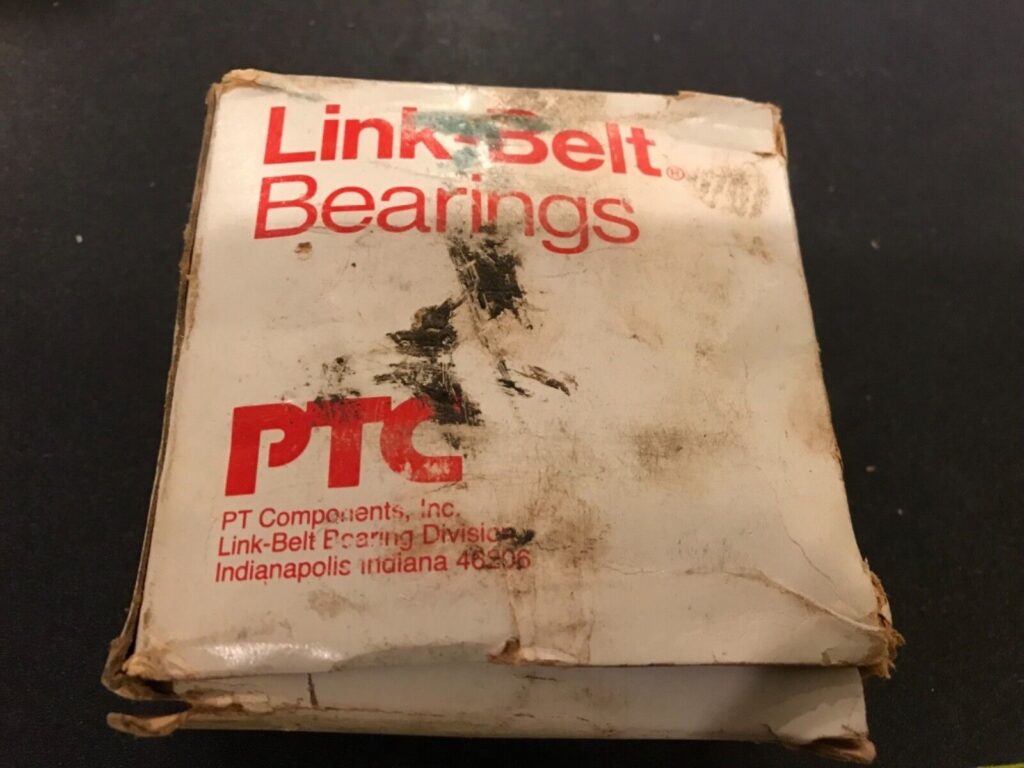 Link-Belt®
Bearings
PTC
PT Components, Inc.
Link-Belt Bearing Division
Indianapolis Indiana 46206